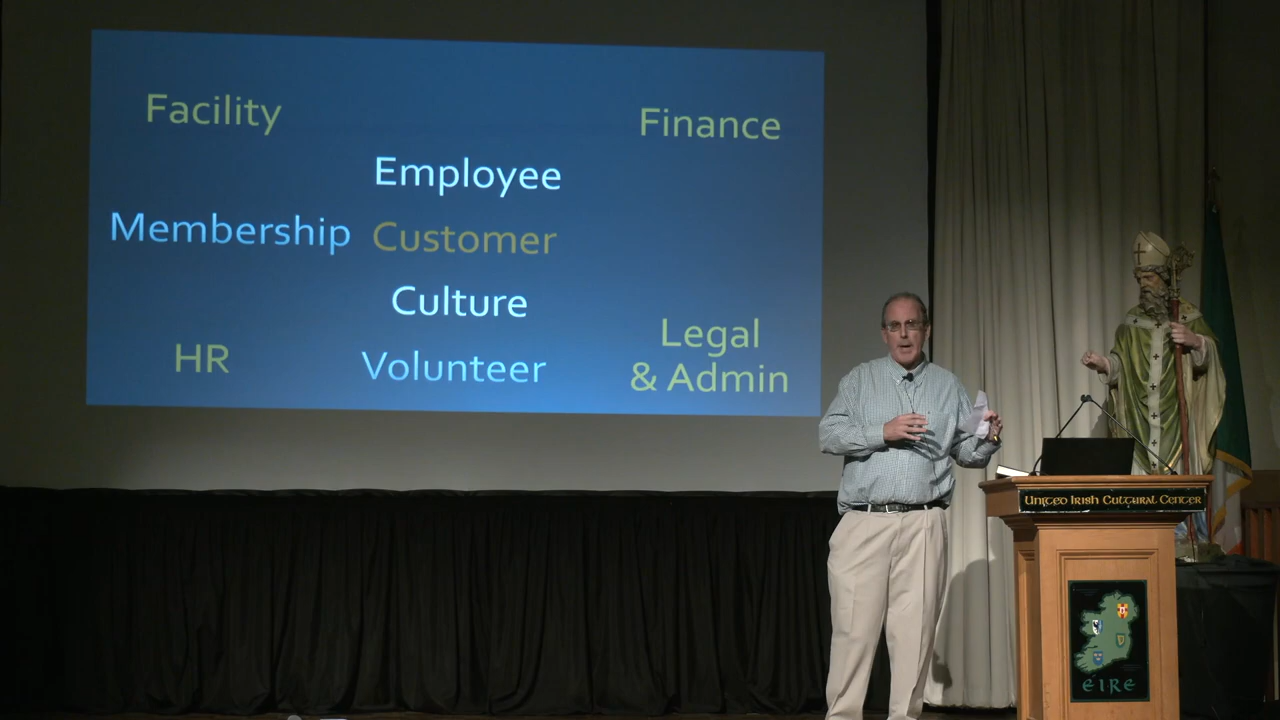 Facility
Finance
Employee
Membership
Customer
Culture
HR
Volunteer
Legal
& Admin
United Irish Cultural Center
EIRE